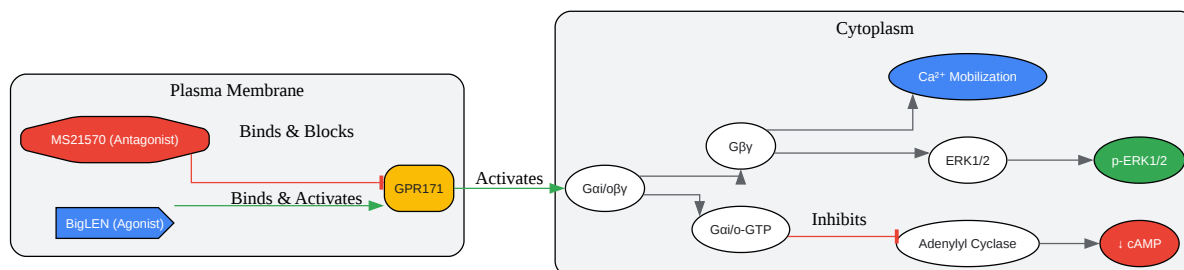 Plasma Membrane
MS21570 (Antagonist)
Binds & Blocks
GPR171
Binds & Activates
BigLEN (Agonist)
Activates
Cytoplasm
Ca²⁺ Mobilization
Gβγ
ERK1/2
p-ERK1/2
Gαi/oβγ
Gαi/o-GTP
Inhibits
Adenylyl Cyclase
↓ cAMP